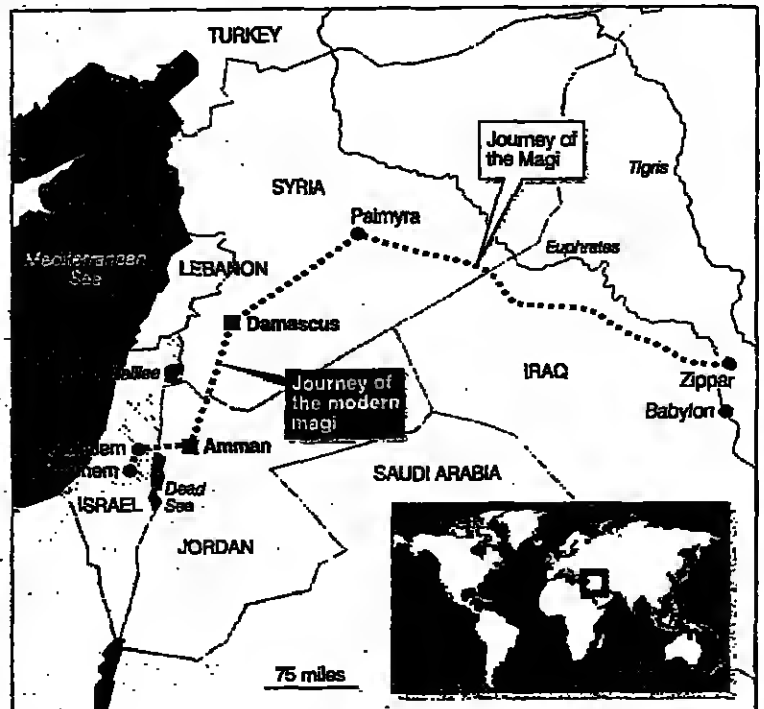 TURKEY
Journey of
the Magi
Tigris
SYRIA
Palmyra
Euphrates
Mediterranean
Sea
LEBANON
Damascus
IRAQ
Zippar
Journey of
the modern
magi
Babylon
Amman
SAUDI ARABIA
Dead
Sea
ISRAEL
JORDAN
75 miles